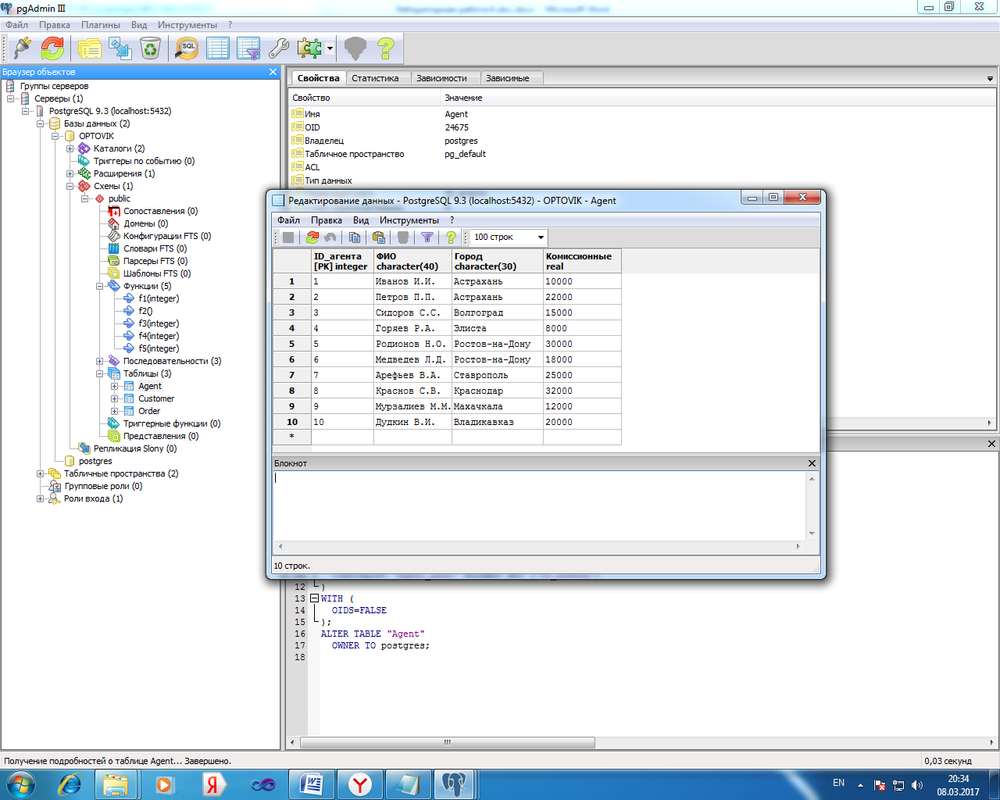 pgAdmin III
Файл Правка Плагины Вид Инструменты ?
SQL
Браузер объектов
Группы серверов
Серверы (1)
PostgreSQL 9.3 (localhost:5432)
Базы данных (2)
OPTOVIK
Каталоги (2)
Триггеры по событию (0)
Расширения (1)
Схемы (1)
public
Сопоставления (0)
Домены (0)
Конфигурации FTS (0)
Словари FTS (0)
Парсеры FTS (0)
Шаблоны FTS (0)
Функции (5)
f1(integer)
f2()
f3(integer)
f4(integer)
f5(integer)
Последовательности (3)
Таблицы (3)
Agent
Customer
Order
Триггерные функции (0)
Представления (0)
Репликация Slony (0)
postgres
Табличные пространства (2)
Групповые роли (0)
Роли входа (1)
Свойства Статистика Зависимости Зависимые
Свойство Значение
Имя Agent
OID 24675
Владелец postgres
Табличное пространство pg_default
ACL
Тип данных
Редактирование данных - PostgreSQL 9.3 (localhost:5432) - OPTOVIK - Agent
Файл Правка Вид Инструменты ?
100 строк
ID_агента [PK] integer ФИО character(40) Город character(30) Комиссионные real
1 1 Иванов И.И. Астрахань 10000
2 2 Петров П.П. Астрахань 22000
3 3 Сидоров С.С. Волгоград 15000
4 4 Горяев Р.А. Элиста 8000
5 5 Родионов Н.О. Ростов-на-Дону 30000
6 6 Медведев Л.Д. Ростов-на-Дону 18000
7 7 Арефьев В.А. Ставрополь 25000
8 8 Краснов С.В. Краснодар 32000
9 9 Мурзалиев М.М. Махачкала 12000
10 10 Дудкин В.И. Владикавказ 20000
*
Блокнот
10 строк.
12 )
13 WITH (
14 OIDS=FALSE
15 );
16 ALTER TABLE "Agent"
17 OWNER TO postgres;
18
Получение подробностей о таблице Agent... Завершено.
0,03 секунд
EN
20:34
08.03.2017